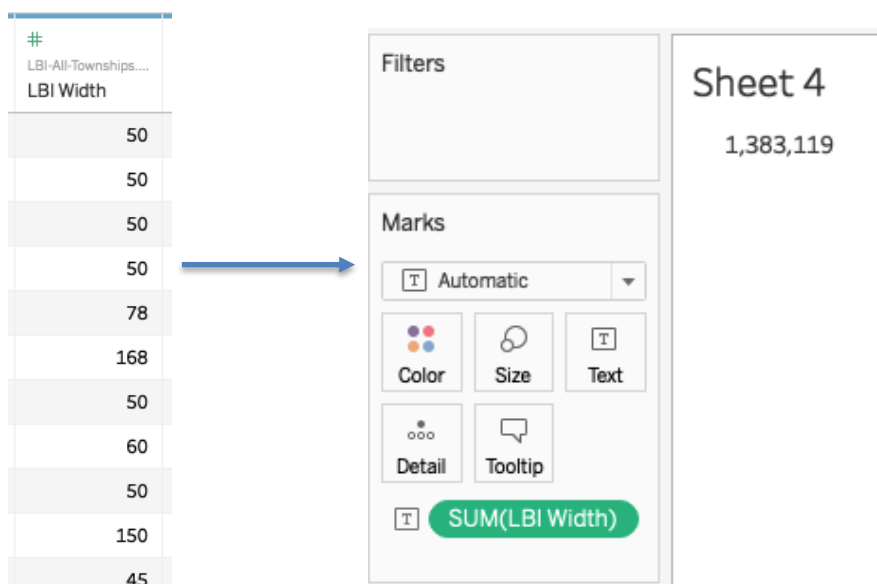 #
LBI-All-Townships....
LBI Width
50
50
50
50
78
168
50
60
50
150
45
Filters
Marks
T Automatic
Color
Size
T
Text
Detail
Tooltip
T SUM(LBI Width)
Sheet 4
1,383,119